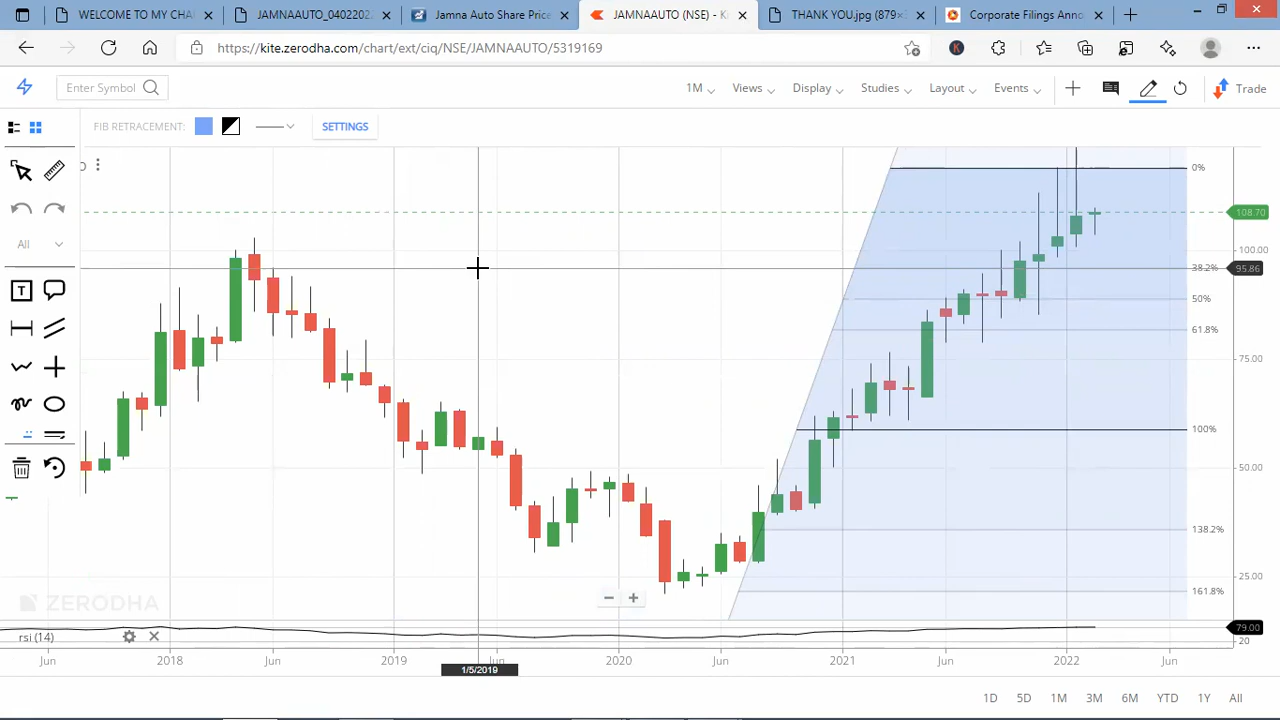 WELCOME TO MY CHA
JAMNAAUTO_0402202
Jamna Auto Share Price
JAMNAAUTO (NSE) - Ki
THANK YOU.jpg (879×
Corporate Filings Anno
https://kite.zerodha.com/chart/ext/ciq/NSE/JAMNAAUTO/5319169
K
Enter Symbol
1M
Views
Display
Studies
Layout
Events
Trade
FIB RETRACEMENT:
SETTINGS
All
T
0%
108.70
100.00
38.2%
95.86
50%
61.8%
75.00
100%
50.00
138.2%
25.00
161.8%
ZERODHA
rsi (14)
79.00
20
Jun
2018
Jun
2019
Jun
2020
Jun
2021
Jun
2022
Jun
1/5/2019
1D
5D
1M
3M
6M
YTD
1Y
All